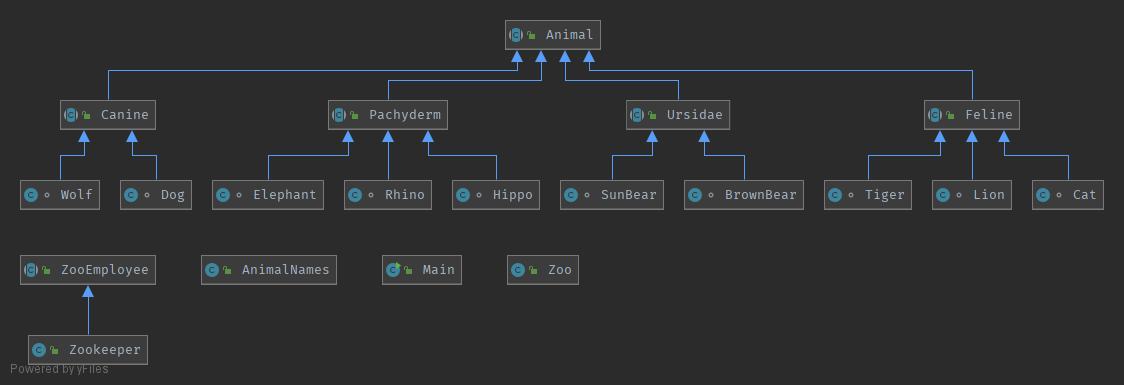 Animal
Canine Pachyderm Ursidae Feline
Wolf Dog Elephant Rhino Hippo SunBear BrownBear Tiger Lion Cat
ZooEmployee AnimalNames Main Zoo
Zookeeper
Powered by yFiles